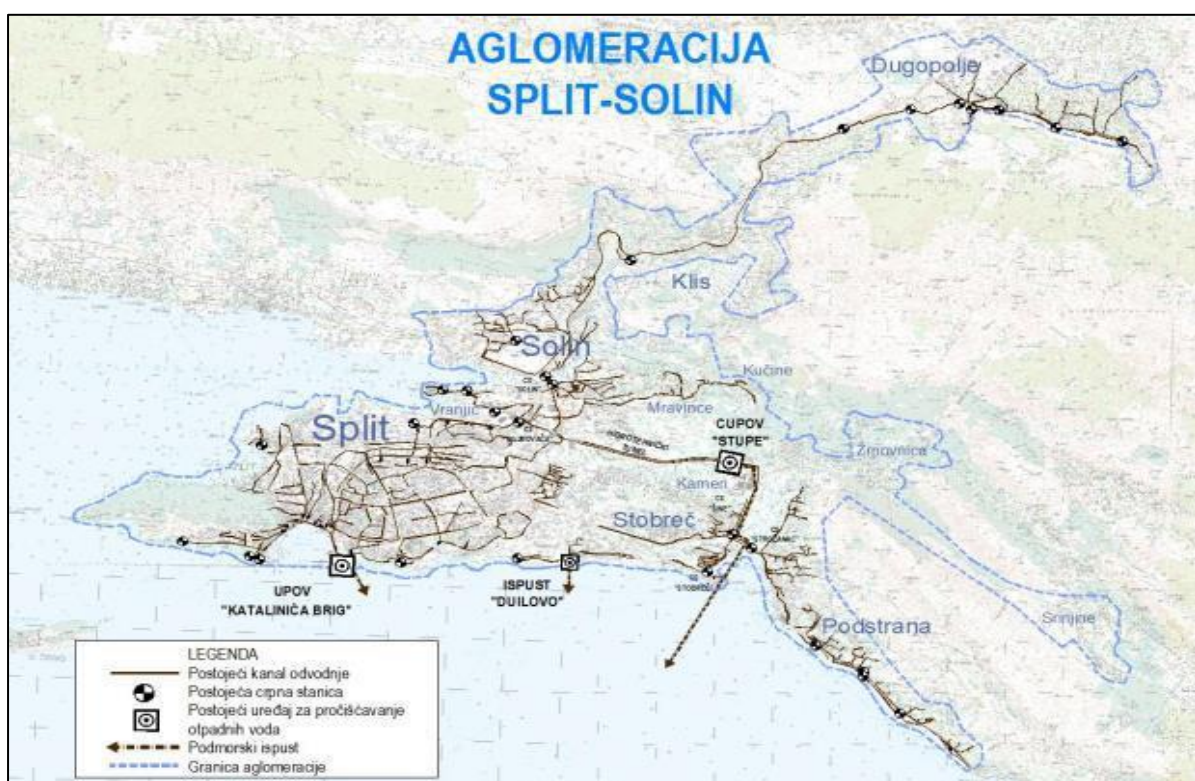 AGLOMERACIJA
SPLIT-SOLIN
Dugopolje
Klis
Solin
Kučine
Vranjic
Mravince
Split
CUPOV
"STUPE"
Žrnovnica
Kamen
Stobreč
UPOV
"KATALINIĆA BRIG"
ISPUST
"DUILOVO"
Podstrana
Srinjine
LEGENDA
Postojeći kanal odvodnje
Postojeća crpna stanica
Postojeći uređaj za pročišćavanje
otpadnih voda
Podmorski ispust
Granica aglomeracije